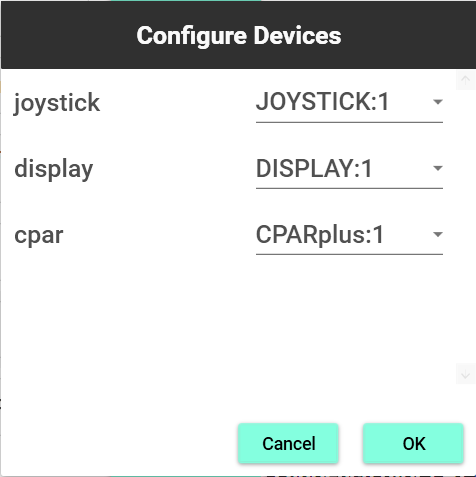 Configure Devices
joystick JOYSTICK:1
display DISPLAY:1
cpar CPARplus:1
Cancel OK